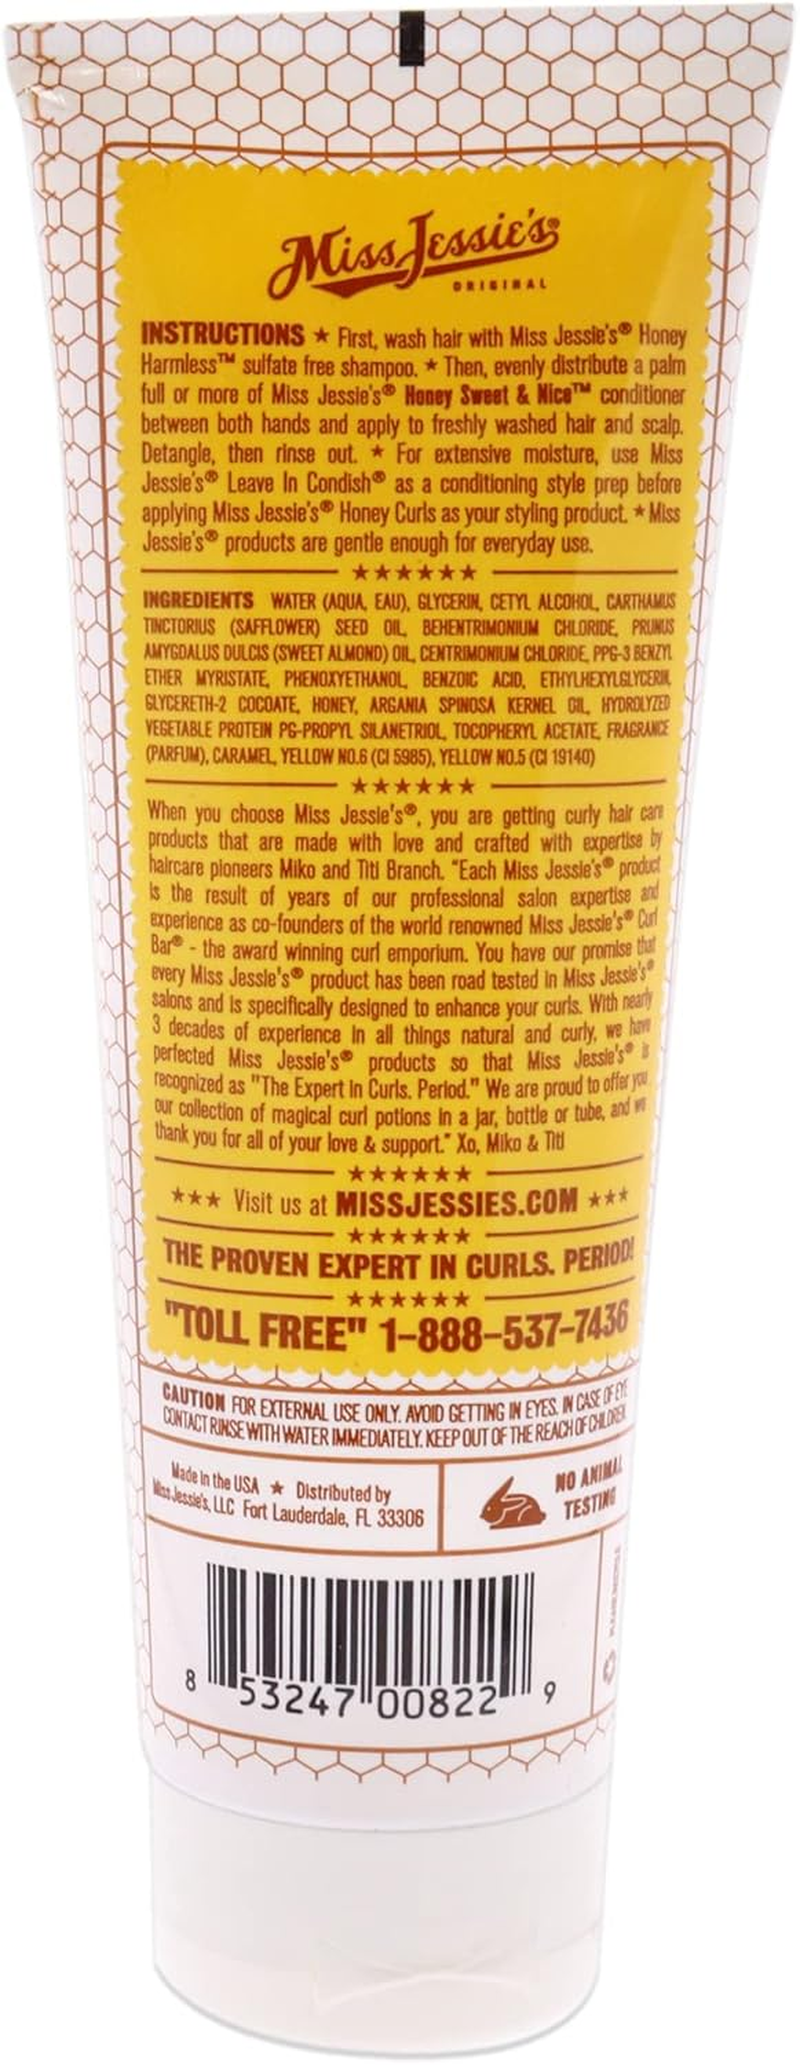 Miss Jessie's®
ORIGINAL
INSTRUCTIONS ★ First, wash hair with Miss Jessie's® Honey
Harmless™ sulfate free shampoo. ★ Then, evenly distribute a palm
full or more of Miss Jessie's® Honey Sweet & Nice™ conditioner
between both hands and apply to freshly washed hair and scalp.
Detangle, then rinse out. ★ For extensive moisture, use Miss
Jessie's® Leave In Condish® as a conditioning style prep before
applying Miss Jessie's® Honey Curls as your styling product. ★ Miss
Jessie's® products are gentle enough for everyday use.
★★★★★★
INGREDIENTS WATER (AQUA, EAU), GLYCERIN, CETYL ALCOHOL, CARTHAMUS
TINCTORIUS (SAFFLOWER) SEED OIL, BEHENTRIMONIUM CHLORIDE, PRUNUS
AMYGDALUS DULCIS (SWEET ALMOND) OIL, CENTRIMONIUM CHLORIDE, PPG-3 BENZYL
ETHER MYRISTATE, PHENOXYETHANOL, BENZOIC ACID, ETHYLHEXYLGLYCERIN,
GLYCERETH-2 COCOATE, HONEY, ARGANIA SPINOSA KERNEL OIL, HYDROLYZED
VEGETABLE PROTEIN PG-PROPYL SILANETRIOL, TOCOPHERYL ACETATE, FRAGRANCE
(PARFUM), CARAMEL, YELLOW NO.6 (CI 5985), YELLOW NO.5 (CI 19140)
★★★★★★
When you choose Miss Jessie's®, you are getting curly hair care
products that are made with love and crafted with expertise by
haircare pioneers Miko and Titi Branch. "Each Miss Jessie's® product
is the result of years of our professional salon expertise and
experience as co-founders of the world renowned Miss Jessie's® Curl
Bar® - the award winning curl emporium. You have our promise that
every Miss Jessie's® product has been road tested in Miss Jessie's®
salons and is specifically designed to enhance your curls. With nearly
3 decades of experience in all things natural and curly, we have
perfected Miss Jessie's® products so that Miss Jessie's® is
recognized as "The Expert in Curls. Period." We are proud to offer you
our collection of magical curl potions in a jar, bottle or tube, and we
thank you for all of your love & support." Xo, Miko & Titi
★★★★★★
★★★ Visit us at MISSJESSIES.COM ★★★
★★★★★★
THE PROVEN EXPERT IN CURLS. PERIOD!
★★★★★★
"TOLL FREE" 1-888-537-7436
CAUTION FOR EXTERNAL USE ONLY. AVOID GETTING IN EYES. IN CASE OF EYE
CONTACT RINSE WITH WATER IMMEDIATELY. KEEP OUT OF THE REACH OF CHILDREN.
Made in the USA ★ Distributed by
Miss Jessie's, LLC Fort Lauderdale, FL 33306
NO ANIMAL
TESTING
8 53247 00822 9